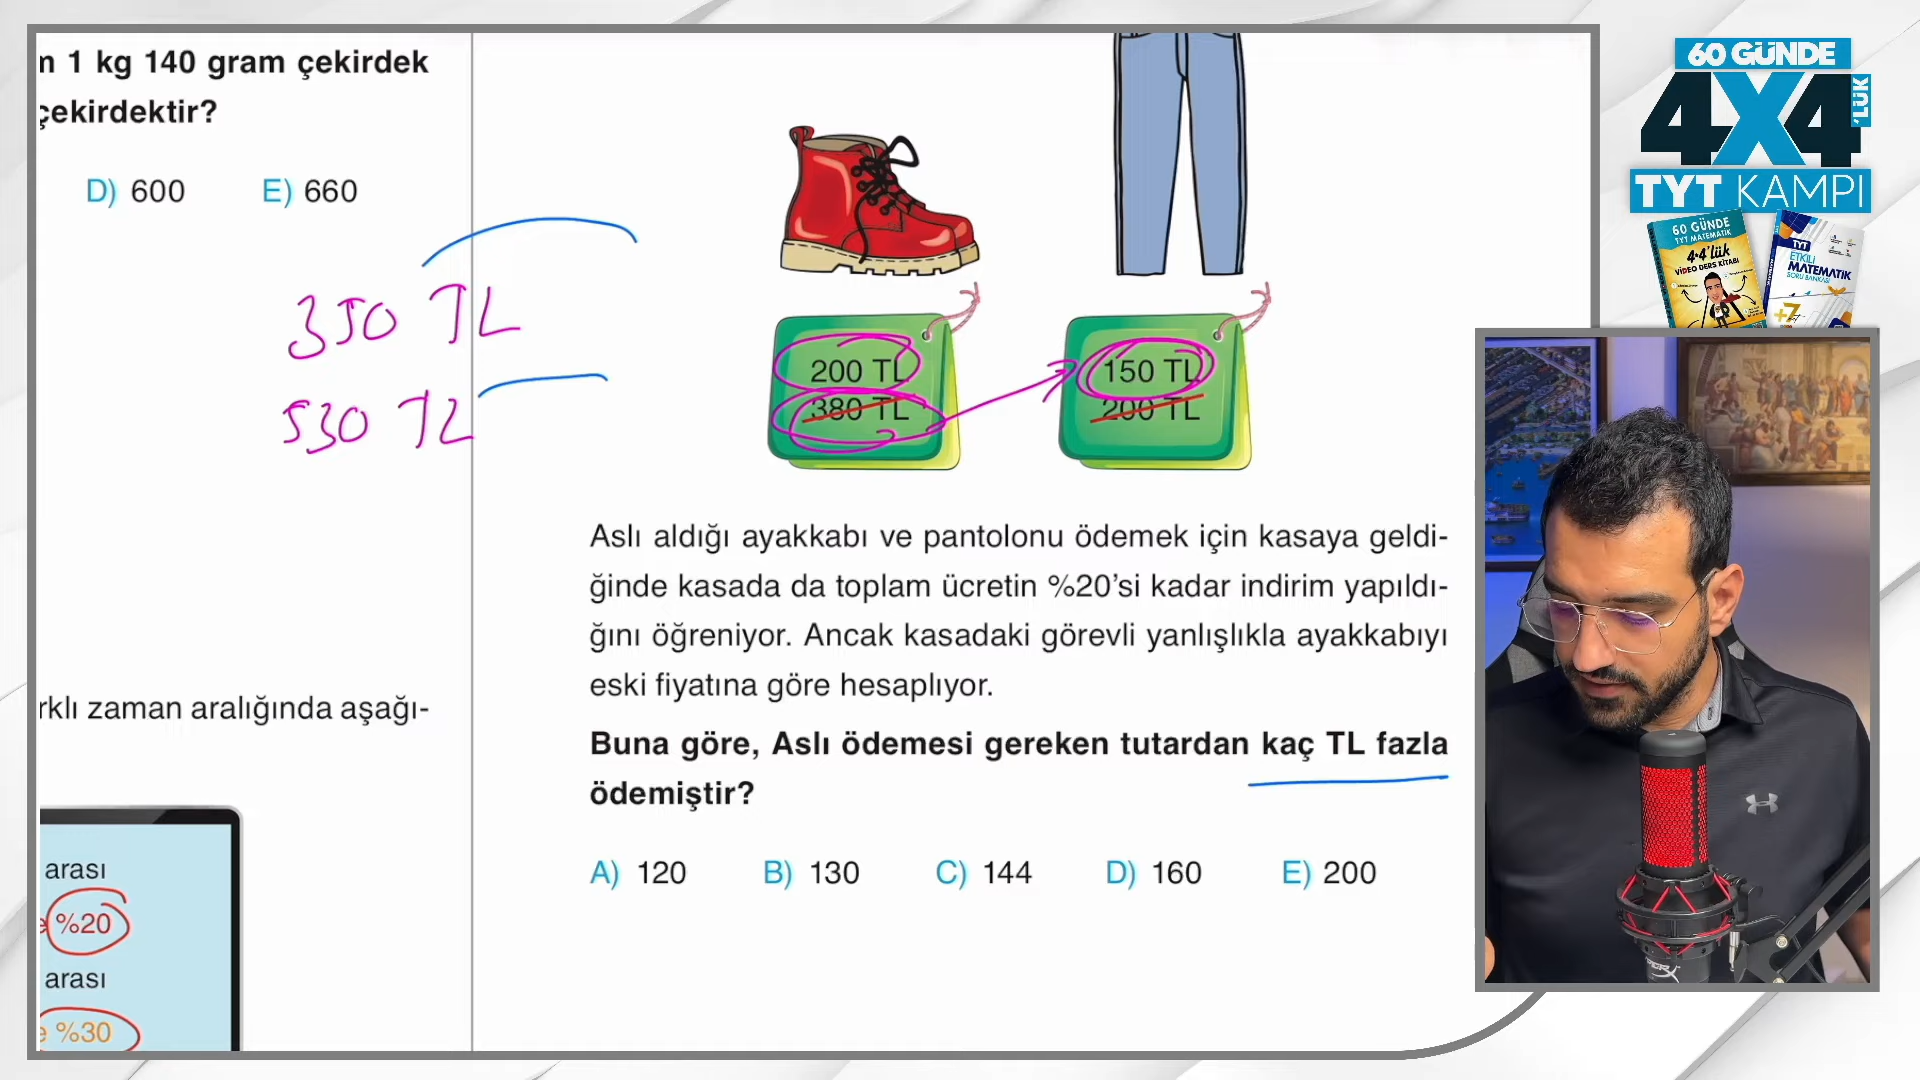 n 1 kg 140 gram çekirdek
çekirdektir?
D) 600 E) 660
350 TL
530 TL
rklı zaman aralığında aşağı-
arası
e %20
arası
e %30
200 TL
380 TL
150 TL
200 TL
Aslı aldığı ayakkabı ve pantolonu ödemek için kasaya geldi-
ğinde kasada da toplam ücretin %20’si kadar indirim yapıldı-
ğını öğreniyor. Ancak kasadaki görevli yanlışlıkla ayakkabıyı
eski fiyatına göre hesaplıyor.
Buna göre, Aslı ödemesi gereken tutardan kaç TL fazla
ödemiştir?
A) 120 B) 130 C) 144 D) 160 E) 200
60 GÜNDE
4X4'LÜK
TYT KAMPI
60 GÜNDE
TYT MATEMATİK
4x4'lük
VİDEO DERS KİTABI
TYT
ETKİLİ
MATEMATİK
SORU BANKASI
+7